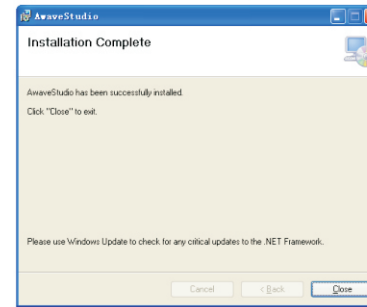 AwaveStudio
Installation Complete
AwaveStudio has been successfully installed.
Click "Close" to exit.
Please use Windows Update to check for any critical updates to the .NET Framework.
Cancel
< Back
Close